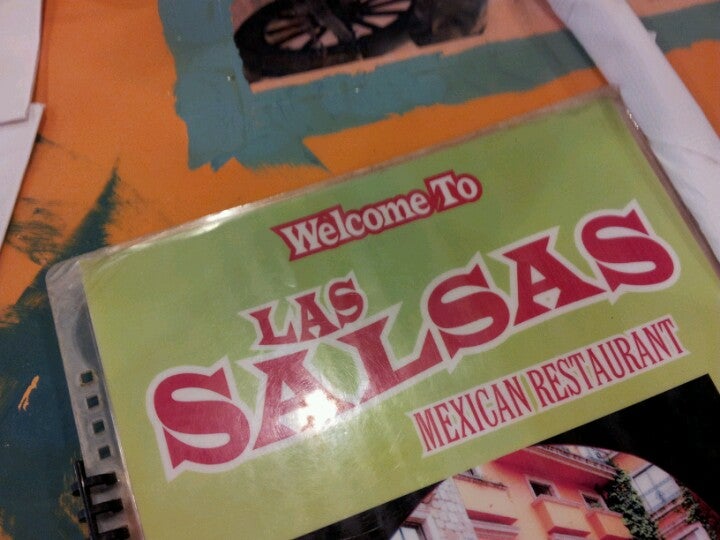 Welcome To
LAS
SALSAS
MEXICAN RESTAURANT